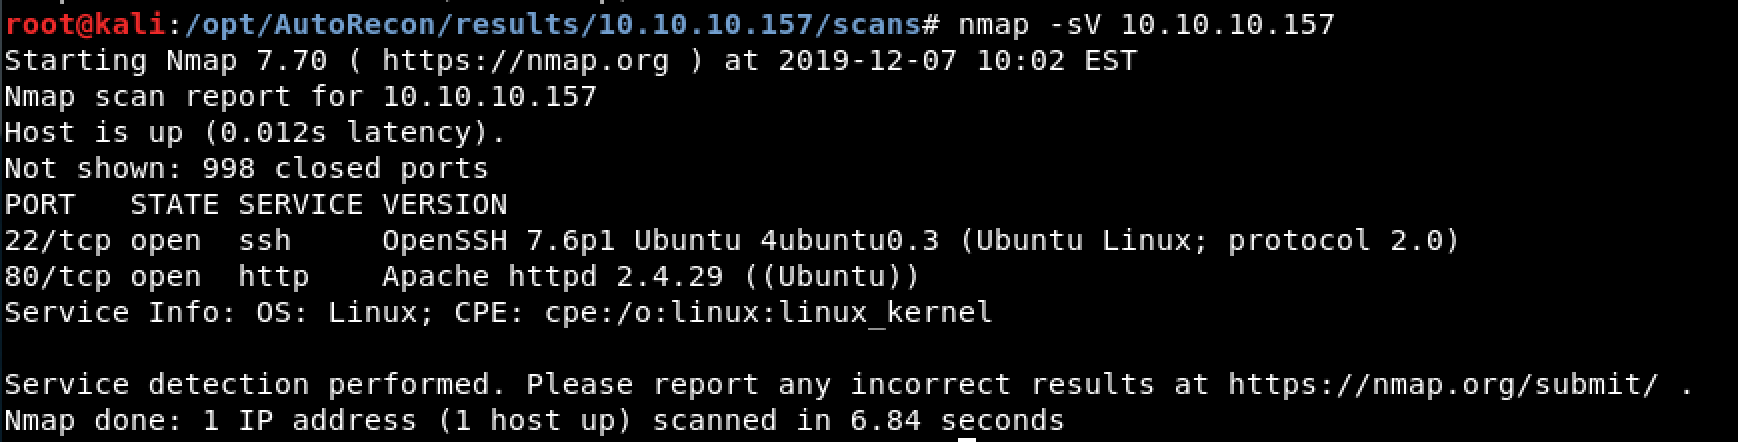 root@kali:/opt/AutoRecon/results/10.10.10.157/scans# nmap -sV 10.10.10.157
Starting Nmap 7.70 ( https://nmap.org ) at 2019-12-07 10:02 EST
Nmap scan report for 10.10.10.157
Host is up (0.012s latency).
Not shown: 998 closed ports
PORT   STATE SERVICE VERSION
22/tcp open  ssh     OpenSSH 7.6p1 Ubuntu 4ubuntu0.3 (Ubuntu Linux; protocol 2.0)
80/tcp open  http    Apache httpd 2.4.29 ((Ubuntu))
Service Info: OS: Linux; CPE: cpe:/o:linux:linux_kernel
Service detection performed. Please report any incorrect results at https://nmap.org/submit/ .
Nmap done: 1 IP address (1 host up) scanned in 6.84 seconds